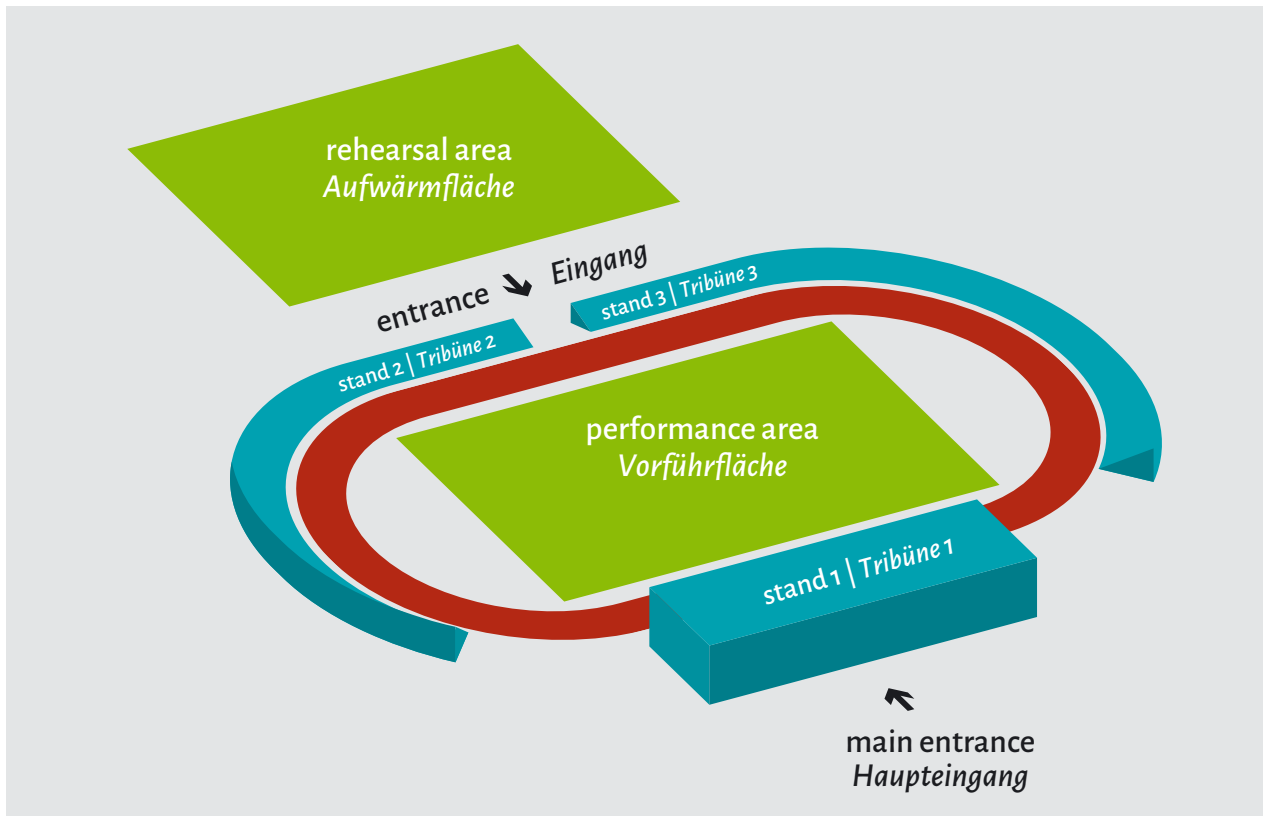 rehearsal area
Aufwärmfläche
entrance Eingang
stand 3 | Tribüne 3
stand 2 | Tribüne 2
performance area
Vorführfläche
stand 1 | Tribüne 1
main entrance
Haupteingang